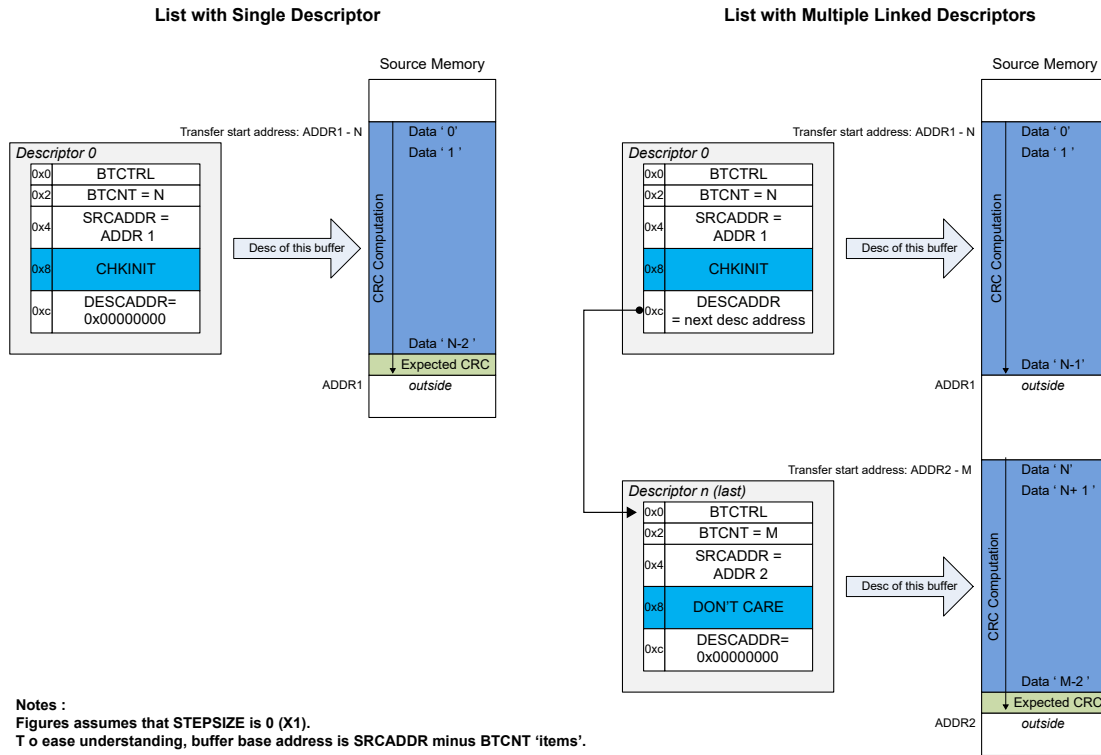 List with Single Descriptor
Source Memory
Transfer start address: ADDR1 - N
Data ‘ 0’
Data ‘ 1 ’
Descriptor 0
0x0 BTCTRL
0x2 BTCNT = N
0x4 SRCADDR =
ADDR 1
0x8 CHKINIT
0xc DESCADDR=
0x00000000
Desc of this buffer
CRC Computation
Data ‘ N-2 ’
Expected CRC
ADDR1
outside
List with Multiple Linked Descriptors
Source Memory
Transfer start address: ADDR1 - N
Data ‘ 0’
Data ‘ 1 ’
Descriptor 0
0x0 BTCTRL
0x2 BTCNT = N
0x4 SRCADDR =
ADDR 1
0x8 CHKINIT
0xc DESCADDR
= next desc address
Desc of this buffer
CRC Computation
Data ‘ N-1’
ADDR1
outside
Transfer start address: ADDR2 - M
Data ‘ N’
Data ‘ N+ 1 ’
Descriptor n (last)
0x0 BTCTRL
0x2 BTCNT = M
0x4 SRCADDR =
ADDR 2
0x8 DON’T CARE
0xc DESCADDR=
0x00000000
Desc of this buffer
CRC Computation
Data ‘ M-2 ’
Expected CRC
ADDR2
outside
Notes :
Figures assumes that STEPSIZE is 0 (X1).
T o ease understanding, buffer base address is SRCADDR minus BTCNT ‘items’.